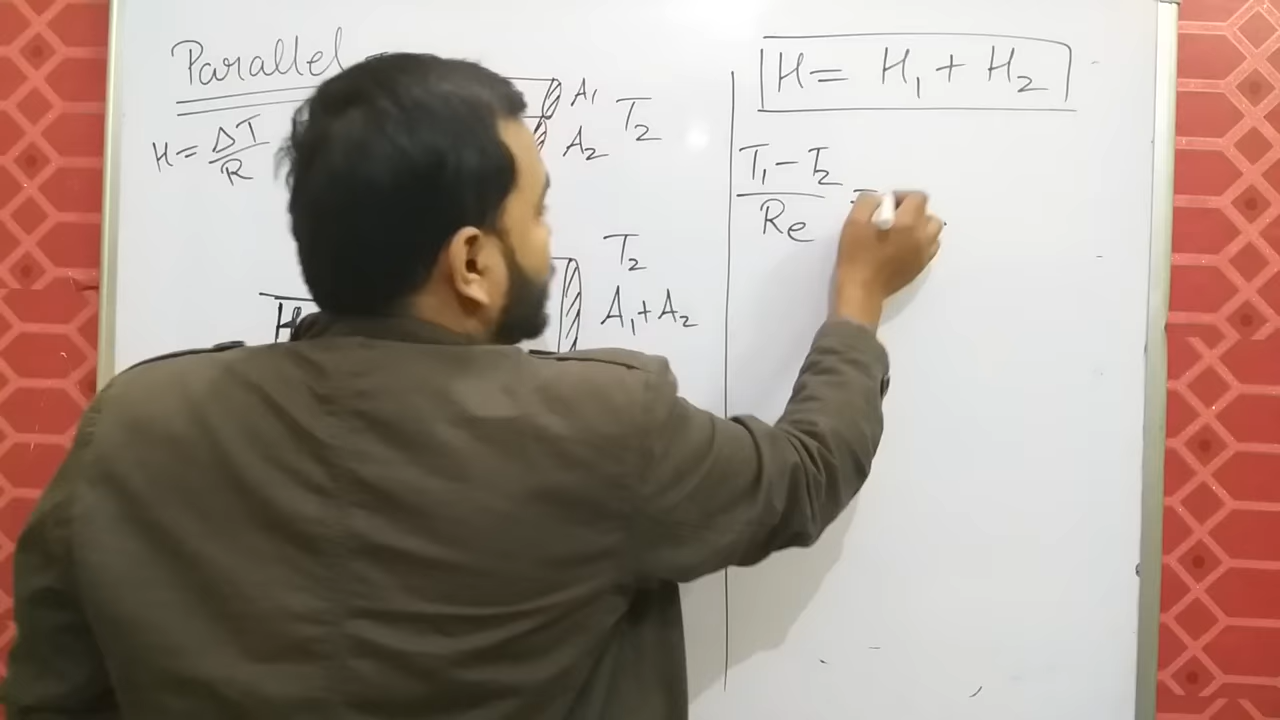 Parallel
H = ΔT/R
A₁
A₂
T₂
T₂
A₁+A₂
H = H₁ + H₂
T₁ - T₂ / Re =